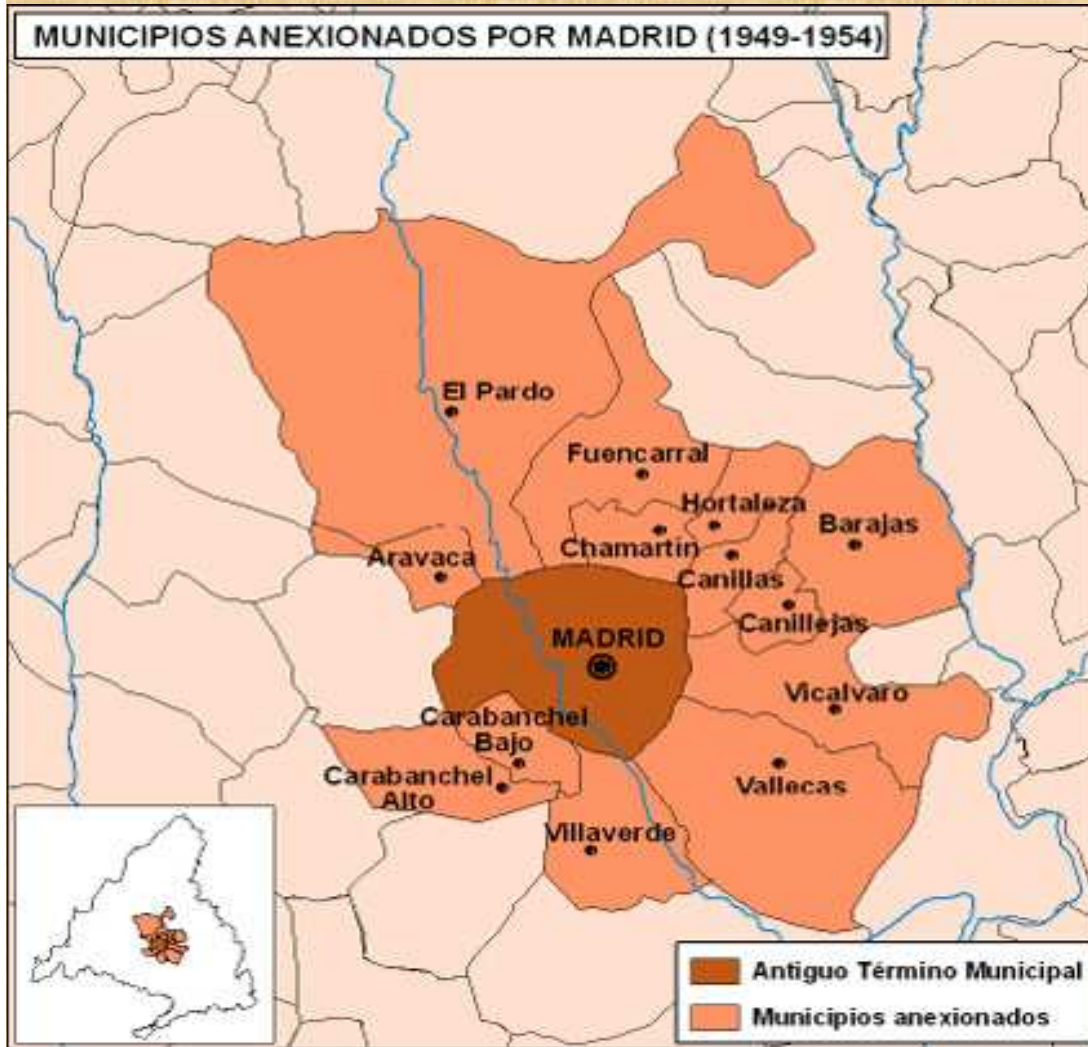 MUNICIPIOS ANEXIONADOS POR MADRID (1949-1954)
El Pardo
Fuencarral
Hortaleza
Barajas
Chamartín
Aravaca
Canillas
Canillejas
MADRID
Vicalvaro
Carabanchel
Bajo
Carabanchel
Alto
Vallecas
Villaverde
Antiguo Término Municipal
Municipios anexionados